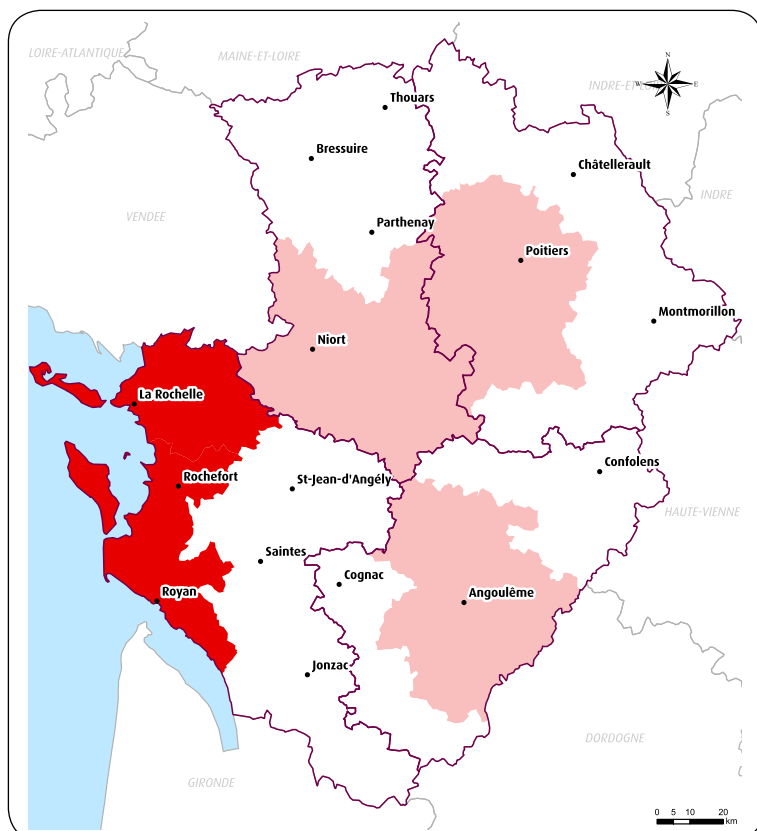 LOIRE-ATLANTIQUE
MAINE-ET-LOIRE
N
INDRE-ET-LOIRE
W
E
S
Thouars
Bressuire
Châtellerault
INDRE
VENDEE
Parthenay
Poitiers
Montmorillon
Niort
La Rochelle
Confolens
Rochefort
St-Jean-d'Angély
HAUTE-VIENNE
Saintes
Cognac
Royan
Angoulême
Jonzac
DORDOGNE
GIRONDE
0 5 10 20
km